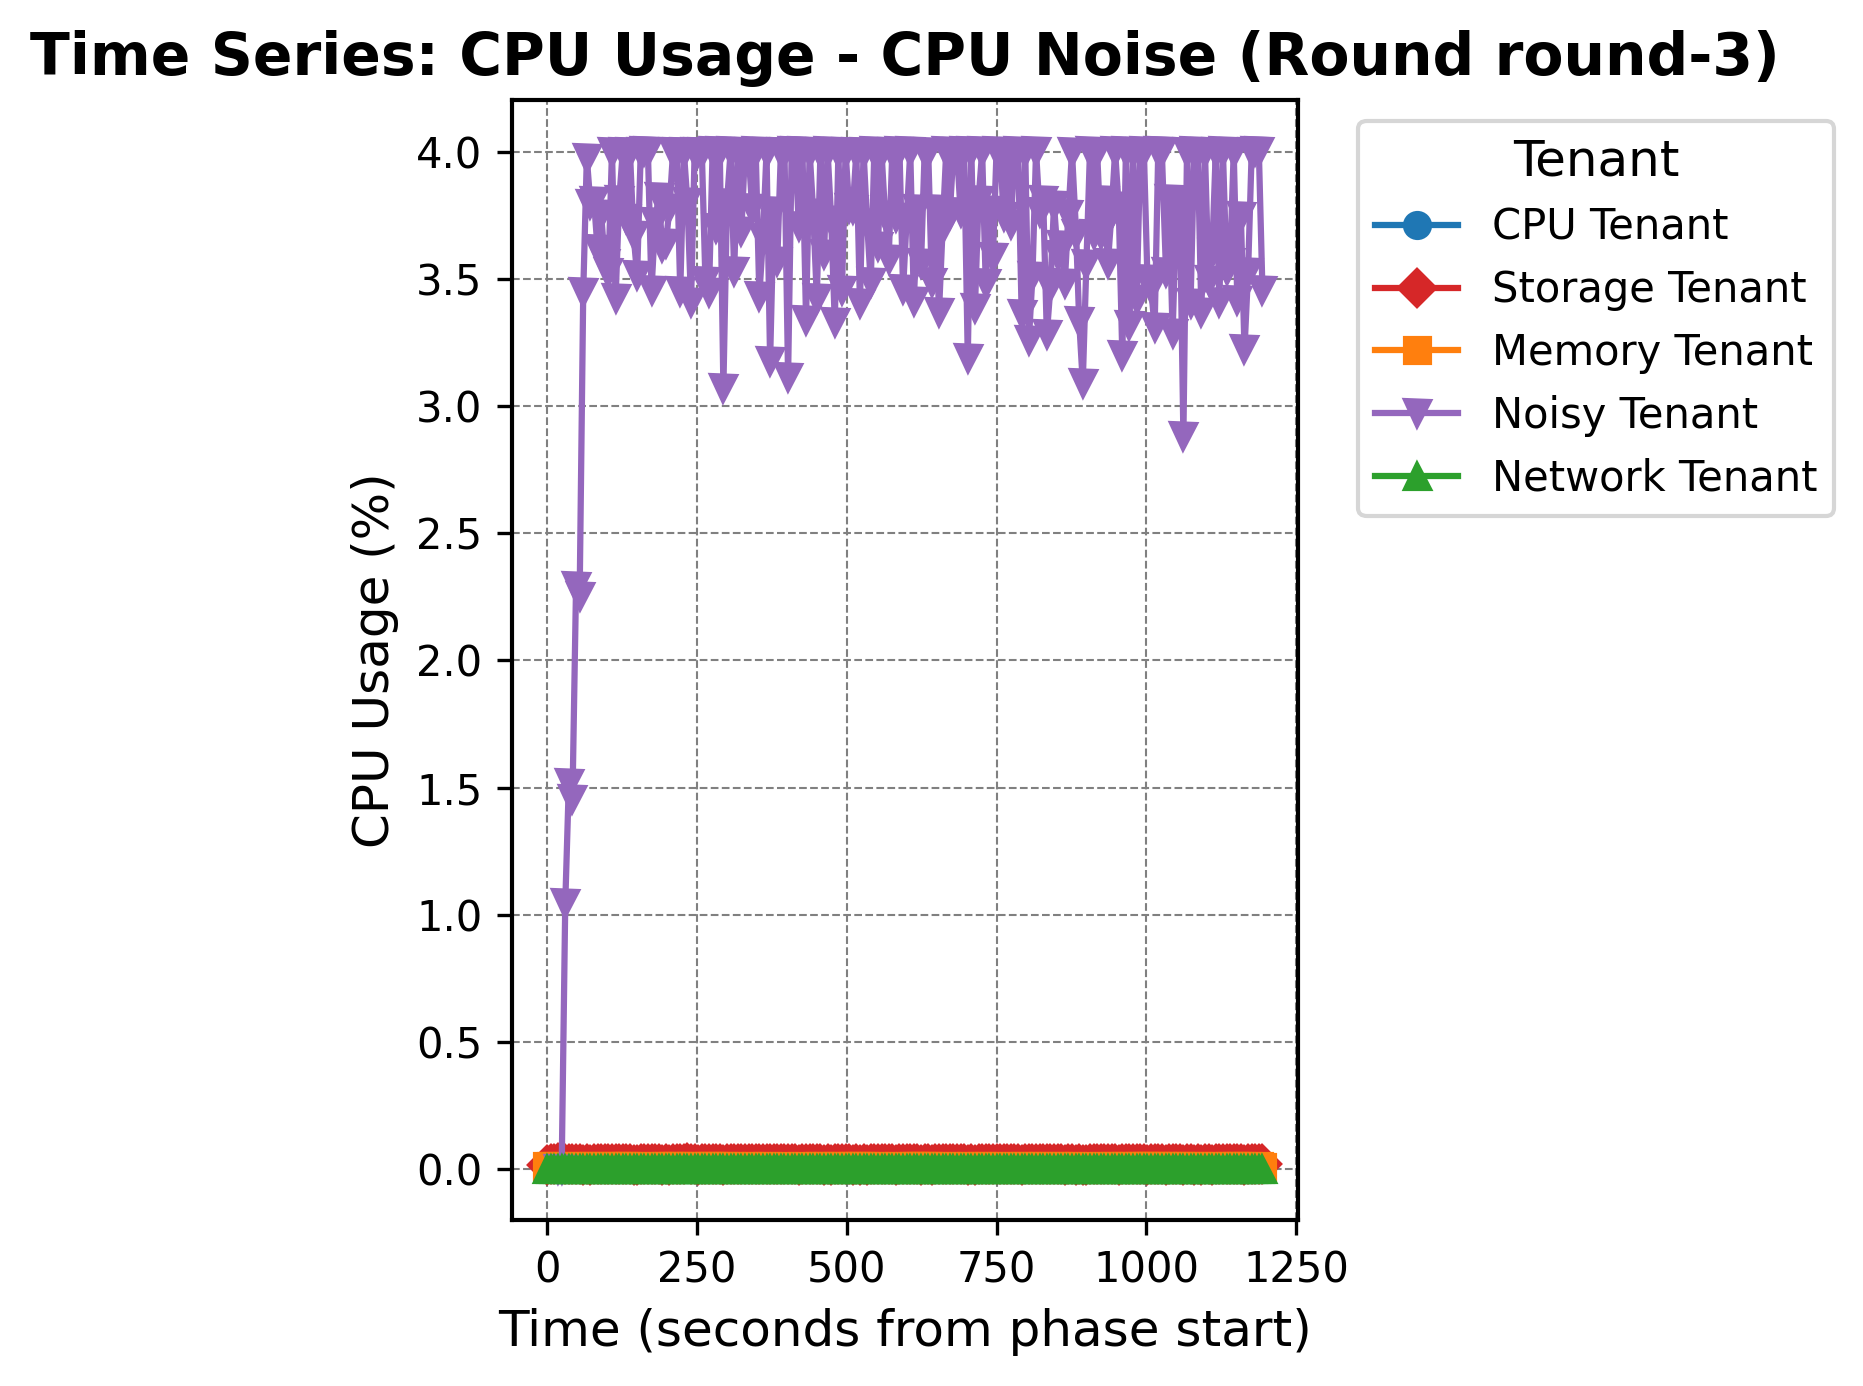 Time Series: CPU Usage - CPU Noise (Round round-3)
Tenant
CPU Tenant
Storage Tenant
Memory Tenant
Noisy Tenant
Network Tenant
CPU Usage (%)
4.0
3.5
3.0
2.5
2.0
1.5
1.0
0.5
0.0
0 250 500 750 1000 1250
Time (seconds from phase start)